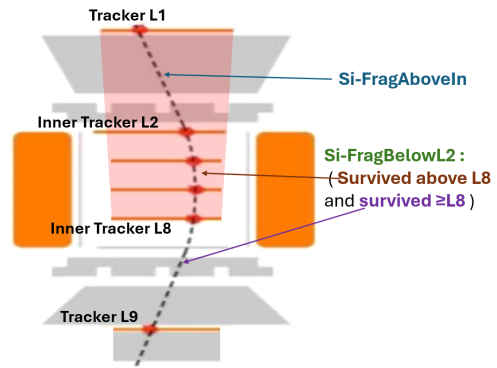 Tracker L1
Si-FragAboveIn
Inner Tracker L2
Si-FragBelowL2 :
( Survived above L8
and survived ≥L8 )
Inner Tracker L8
Tracker L9